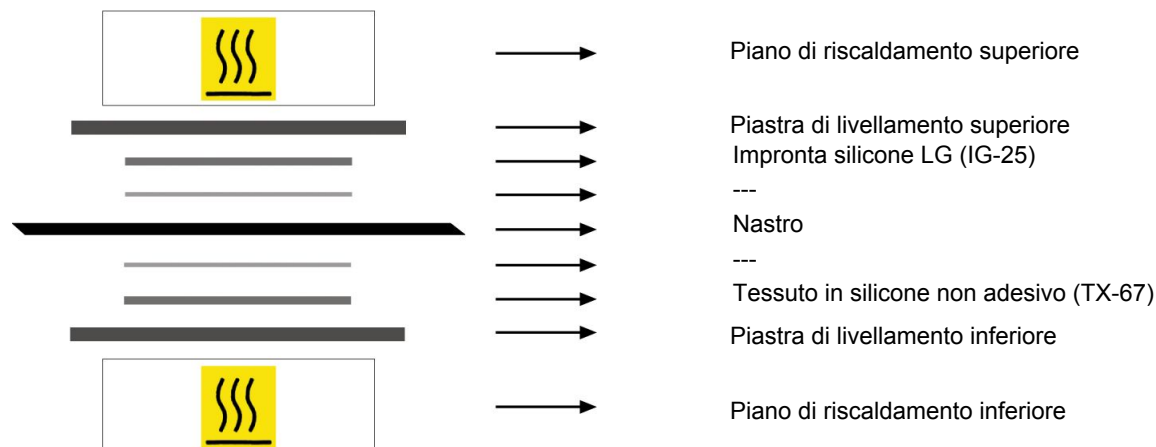 Piano di riscaldamento superiore
Piastra di livellamento superiore
Impronta silicone LG (IG-25)
---
Nastro
---
Tessuto in silicone non adesivo (TX-67)
Piastra di livellamento inferiore
Piano di riscaldamento inferiore